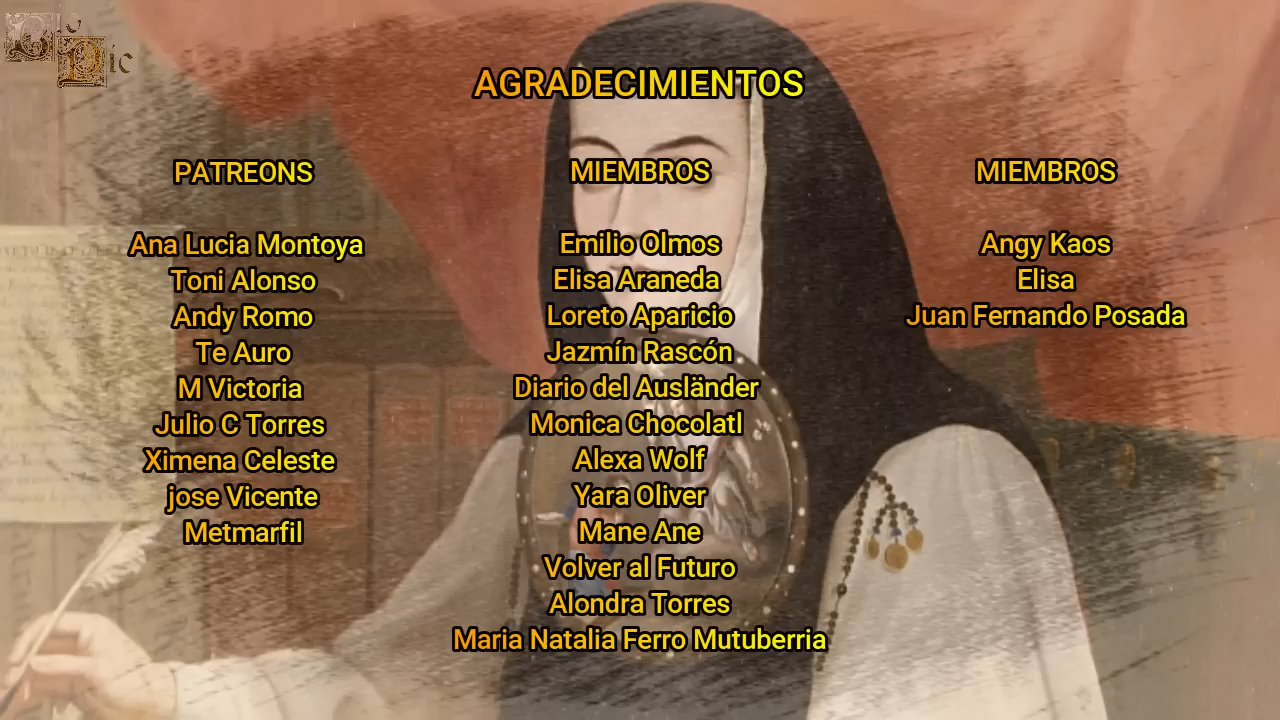 AGRADECIMIENTOS
PATREONS
Ana Lucia Montoya
Toni Alonso
Andy Romo
Te Auro
M Victoria
Julio C Torres
Ximena Celeste
jose Vicente
Metmarfil
MIEMBROS
Emilio Olmos
Elisa Araneda
Loreto Aparicio
Jazmín Rascón
Diario del Ausländer
Monica Chocolatl
Alexa Wolf
Yara Oliver
Mane Ane
Volver al Futuro
Alondra Torres
Maria Natalia Ferro Mutuberria
MIEMBROS
Angy Kaos
Elisa
Juan Fernando Posada